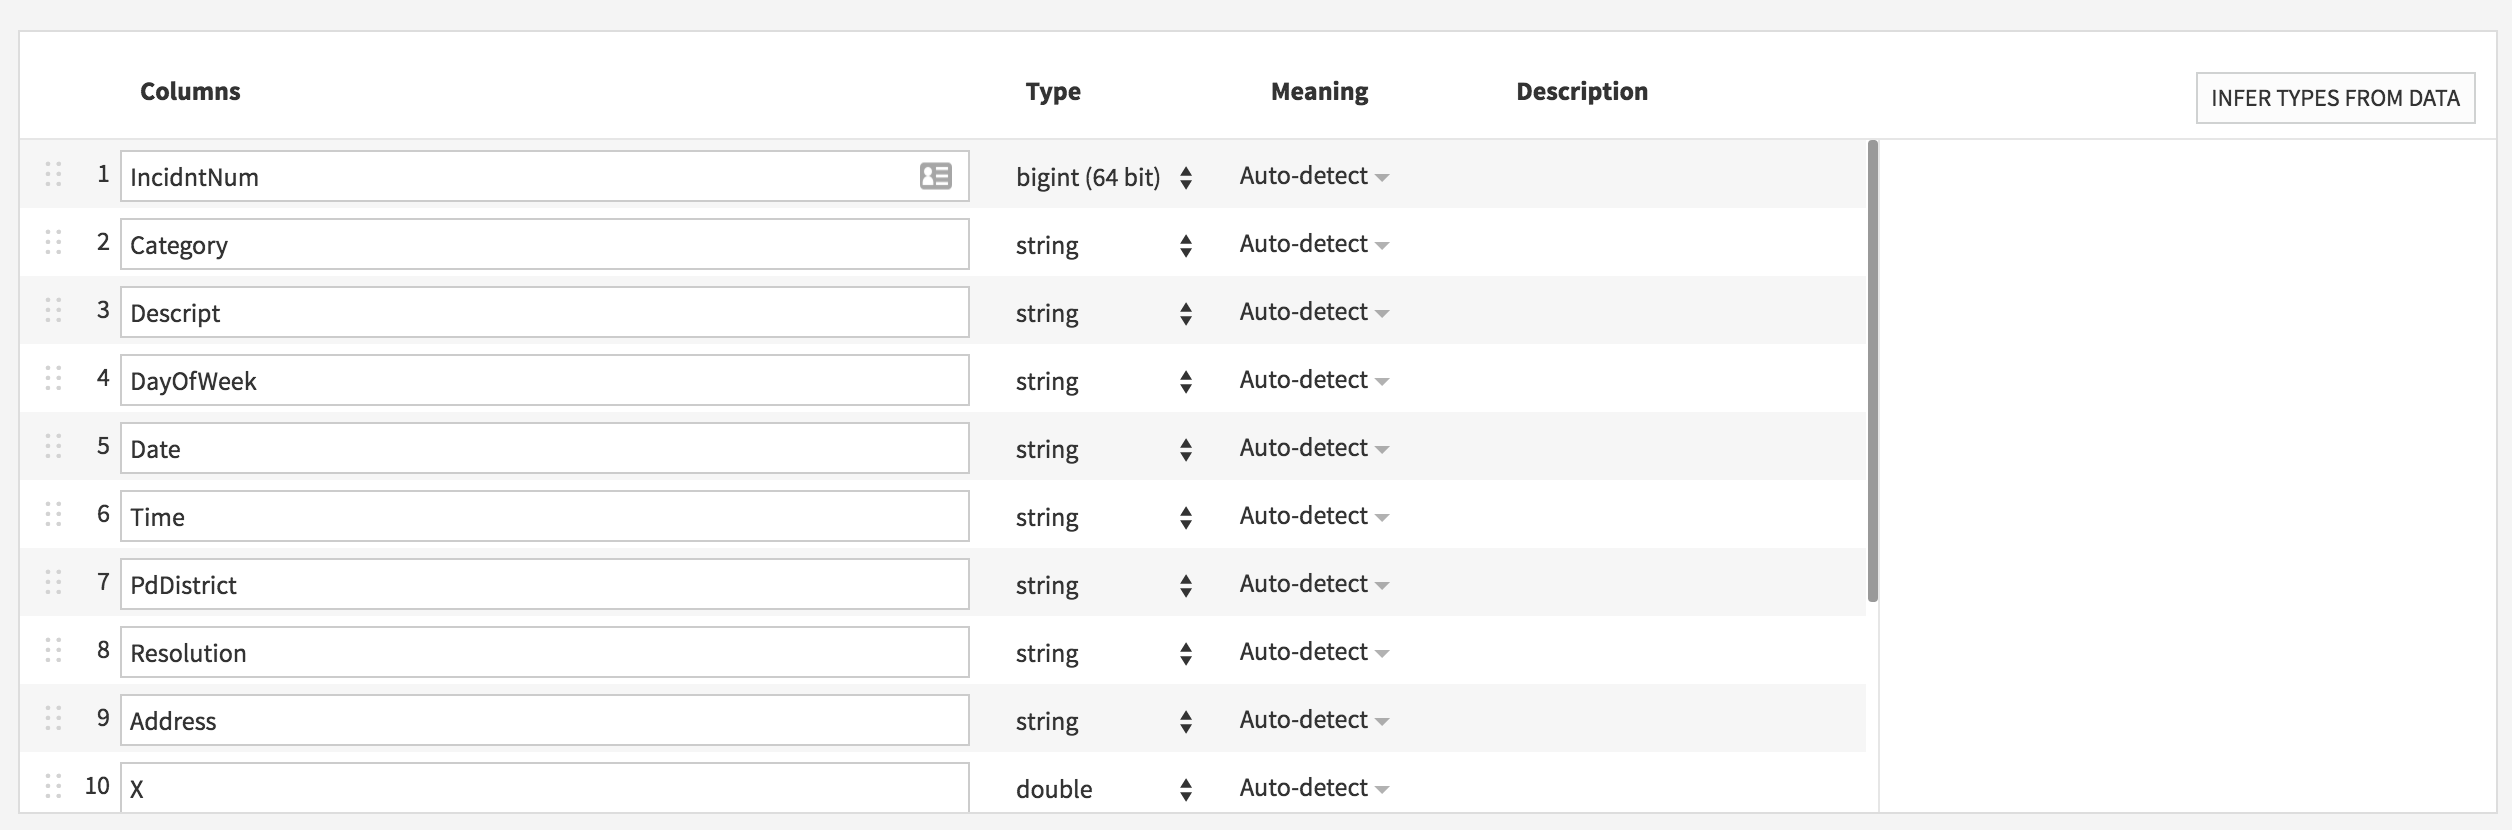 Columns Type Meaning Description INFER TYPES FROM DATA
1 IncidntNum bigint (64 bit) Auto-detect
2 Category string Auto-detect
3 Descript string Auto-detect
4 DayOfWeek string Auto-detect
5 Date string Auto-detect
6 Time string Auto-detect
7 PdDistrict string Auto-detect
8 Resolution string Auto-detect
9 Address string Auto-detect
10 X double Auto-detect